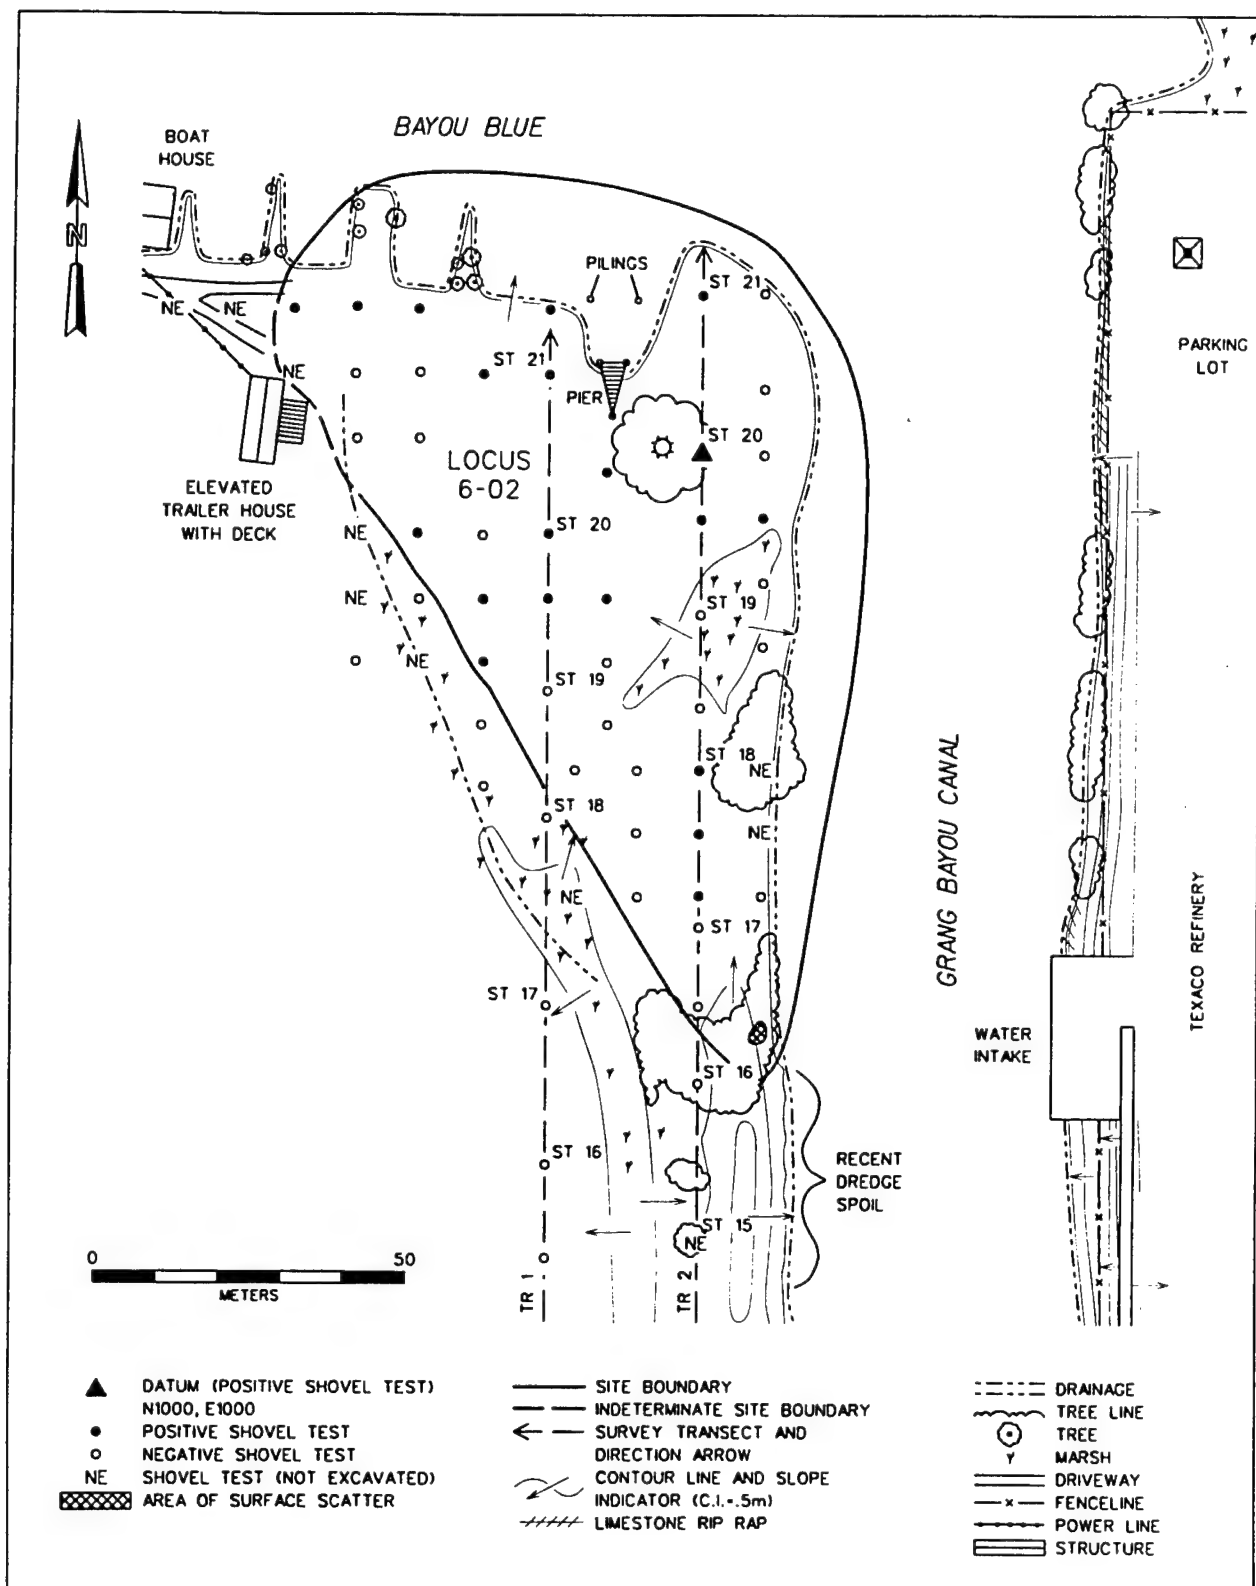 BAYOU BLUE
BOAT
HOUSE
N
PILINGS
ST 21
NE
NE
PARKING
LOT
ST 21
NE
PIER
ST 20
LOCUS
6-02
ELEVATED
TRAILER HOUSE
WITH DECK
ST 20
NE
NE
ST 19
NE
ST 19
ST 18
NE
ST 18
NE
NE
GRANG BAYOU CANAL
TEXACO REFINERY
ST 17
ST 17
WATER
INTAKE
ST 16
ST 16
RECENT
DREDGE
SPOIL
ST 15
NE
0 50
METERS
TR 1
TR 2
DATUM (POSITIVE SHOVEL TEST)
N1000, E1000
POSITIVE SHOVEL TEST
NEGATIVE SHOVEL TEST
NE SHOVEL TEST (NOT EXCAVATED)
AREA OF SURFACE SCATTER
SITE BOUNDARY
INDETERMINATE SITE BOUNDARY
SURVEY TRANSECT AND
DIRECTION ARROW
CONTOUR LINE AND SLOPE
INDICATOR (C.I.=.5m)
LIMESTONE RIP RAP
DRAINAGE
TREE LINE
TREE
MARSH
DRIVEWAY
FENCELINE
POWER LINE
STRUCTURE